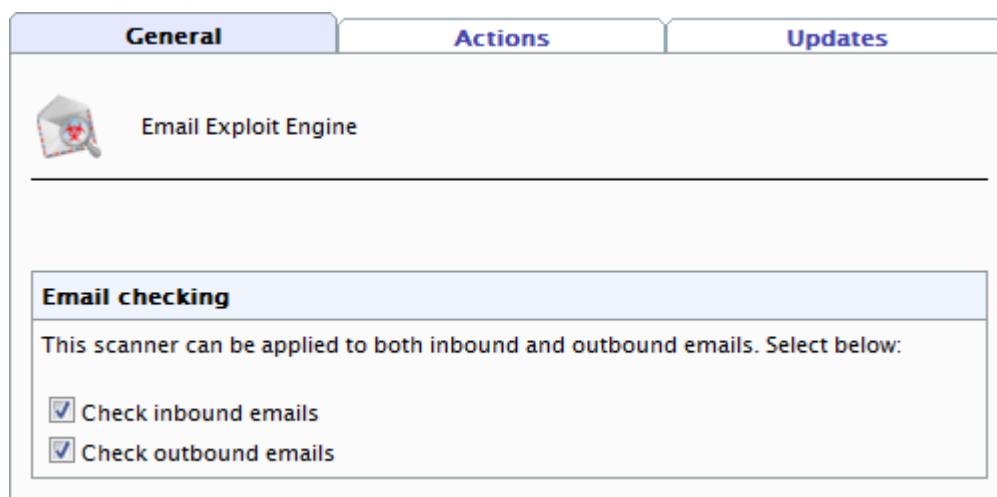 General
Actions
Updates
Email Exploit Engine
Email checking
This scanner can be applied to both inbound and outbound emails. Select below:
Check inbound emails
Check outbound emails